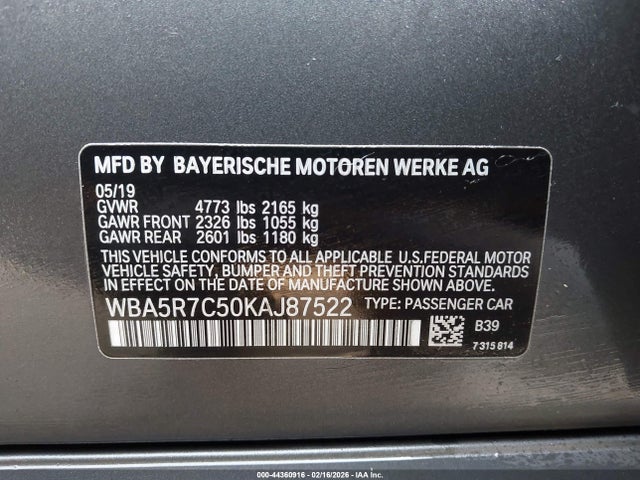 MFD BY BAYERISCHE MOTOREN WERKE AG
05/19
GVWR 4773 lbs 2165 kg
GAWR FRONT 2326 lbs 1055 kg
GAWR REAR 2601 lbs 1180 kg
THIS VEHICLE CONFORMS TO ALL APPLICABLE U.S.FEDERAL MOTOR
VEHICLE SAFETY, BUMPER AND THEFT PREVENTION STANDARDS
IN EFFECT ON THE DATE OF MANUFACTURE SHOWN ABOVE.
WBA5R7C50KAJ87522 TYPE: PASSENGER CAR
B39
7 315 814
000-44360916 - 02/16/2026 - IAA Inc.